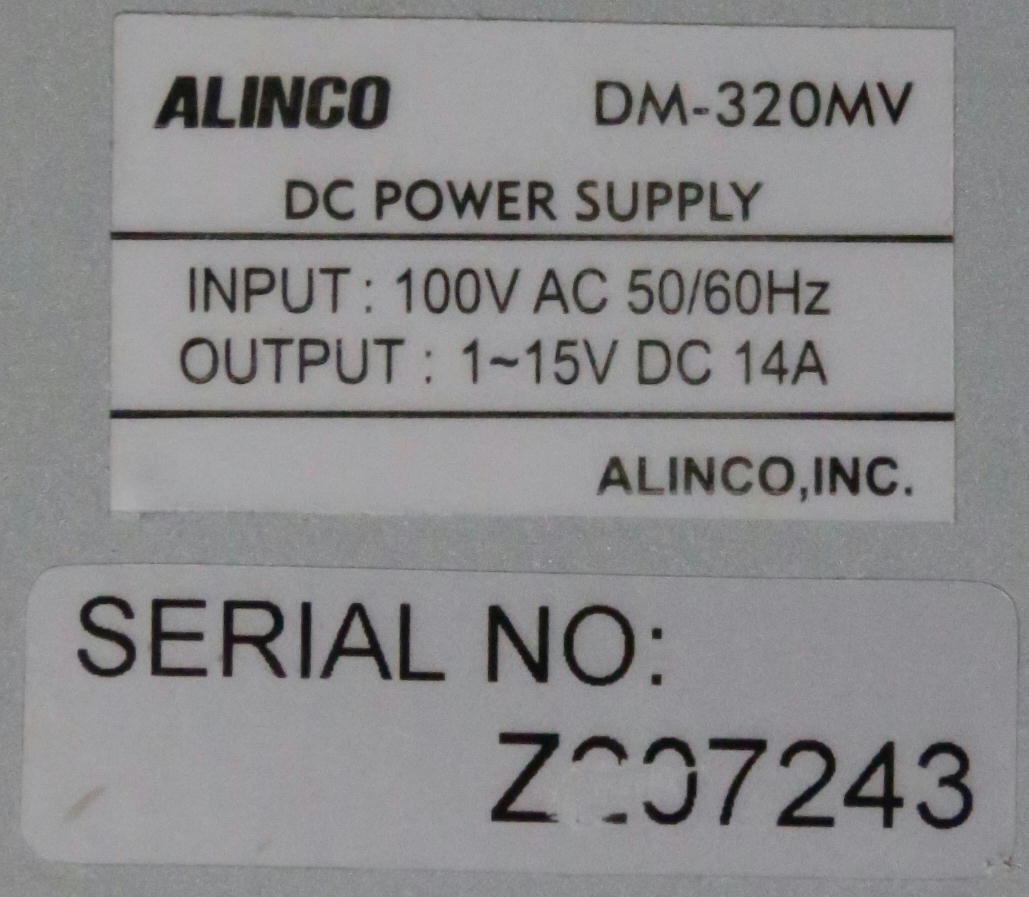 ALINCO DM-320MV
DC POWER SUPPLY
INPUT : 100V AC 50/60Hz
OUTPUT : 1~15V DC 14A
ALINCO,INC.
SERIAL NO: